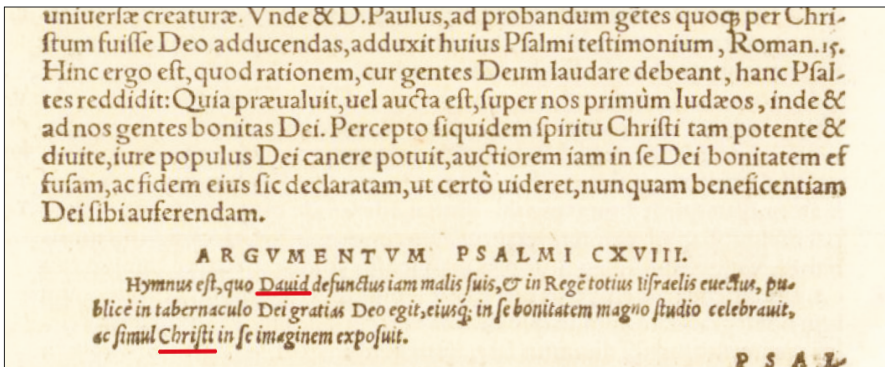 uniuerſæ creaturæ. Vnde & D. Paulus, ad probandum gẽtes quoqꝫ per Chri-
ſtum fuiſſe Deo adducendas, adduxit huius Pſalmi teſtimonium, Roman. 15.
Hinc ergo eſt, quod rationem, cur gentes Deum laudare debeant, hanc Pſal-
tes reddidit: Quia præualuit, uel aucta eſt, ſuper nos primùm Iudæos, inde &
ad nos gentes bonitas Dei. Percepto ſiquidem ſpiritu Chriſti tam potente &
diuite, iure populus Dei canere potuit, auctiorem iam in ſe Dei bonitatem ef
fuſam, ac fidem eius ſic declaratam, ut certò uideret, nunquam beneficentiam
Dei ſibi auferendam.
ARGVMENTVM PSALMI CXVIII.
Hymnus eſt, quo Dauid defunctus iam malis ſuis, & in Regẽ totius Iiſraelis euectus, pu-
blicè in tabernaculo Dei gratias Deo egit, eiusq́; in ſe bonitatem magno ſtudio celebrauit,
ac ſimul Chriſti in ſe imaginem expoſuit.
PSAL